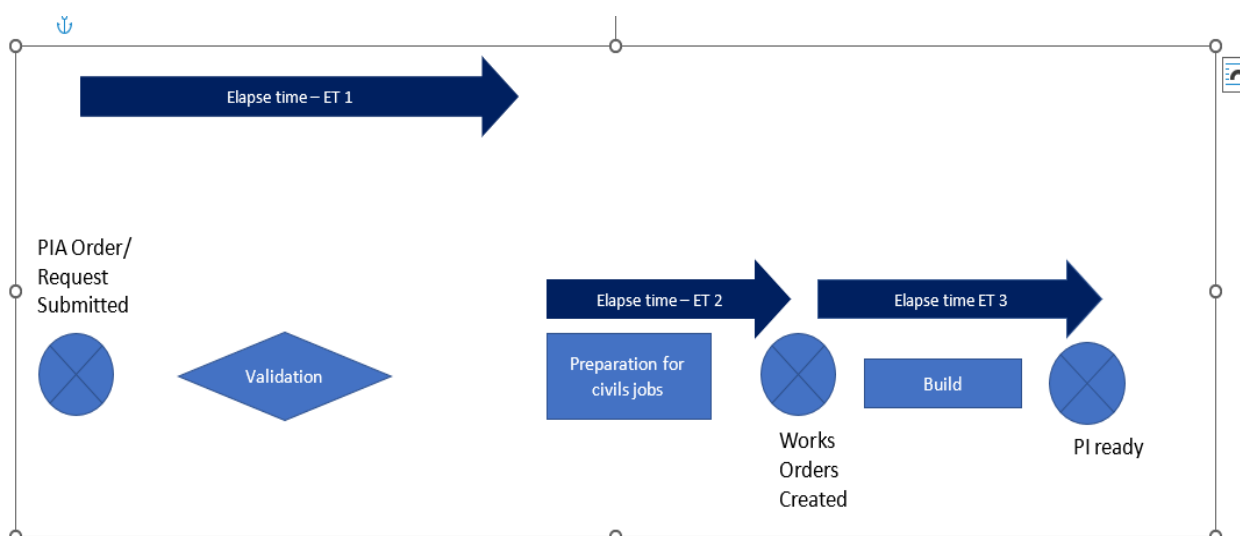 Elapse time – ET 1
PIA Order/
Request
Submitted
Elapse time – ET 2
Elapse time ET 3
Validation
Preparation for
civils jobs
Build
Works
Orders
Created
PI ready